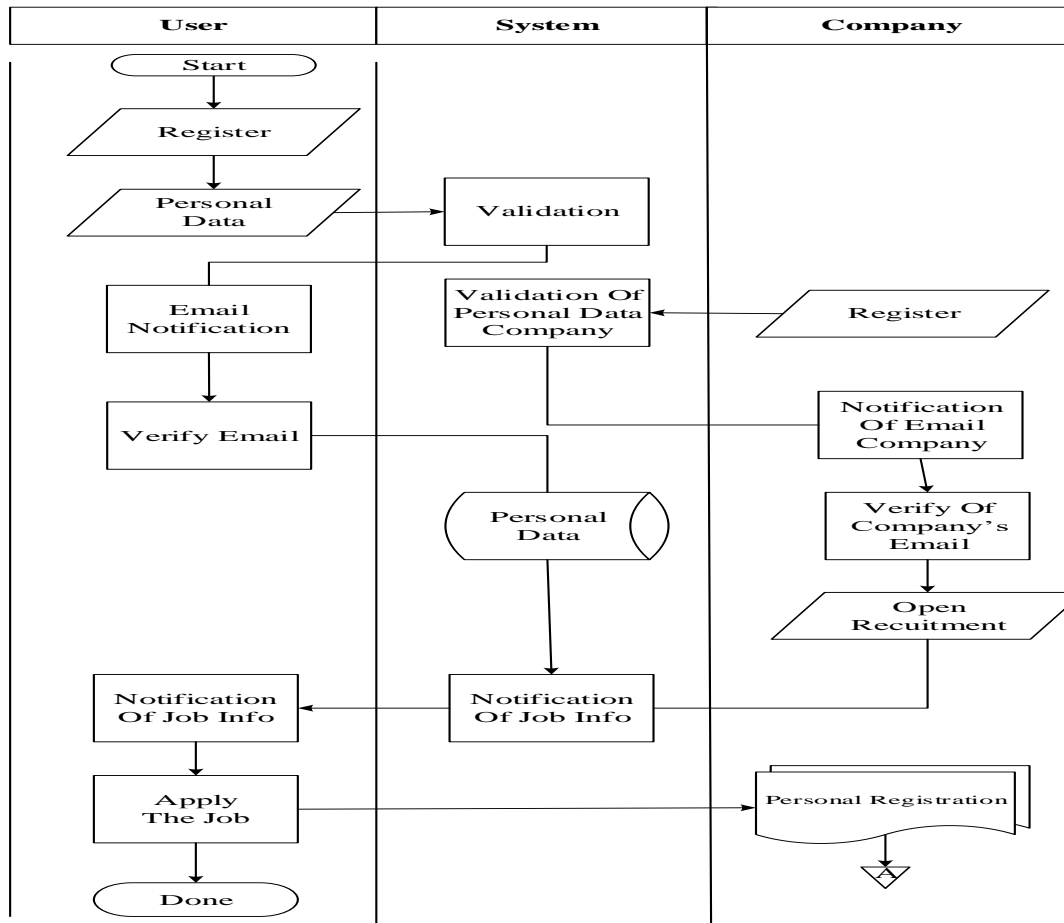 User
System
Company
Start
Register
Personal
Data
Validation
Email
Notification
Validation Of
Personal Data
Company
Register
Verify Email
Notification
Of Email
Company
Personal
Data
Verify Of
Company's
Email
Open
Recuitment
Notification
Of Job Info
Notification
Of Job Info
Apply
The Job
Personal Registration
A
Done